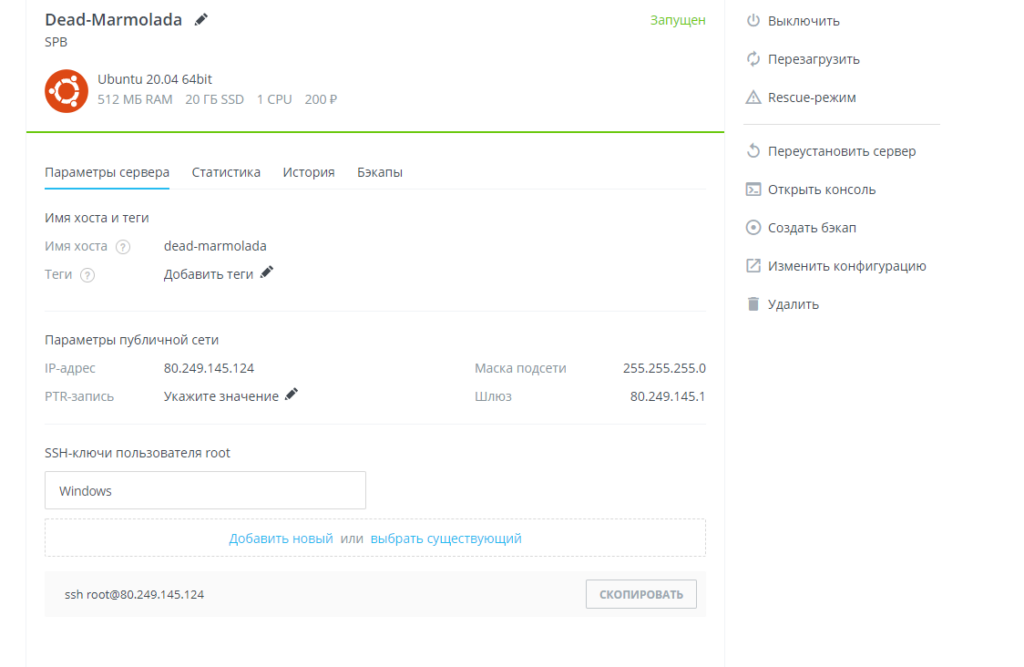 Dead-Marmolada
Запущен
SPB
Ubuntu 20.04 64bit
512 МБ RAM 20 ГБ SSD 1 CPU 200 ₽
Параметры сервера Статистика История Бэкапы
Имя хоста и теги
Имя хоста ? dead-marmolada
Теги ? Добавить теги
Параметры публичной сети
IP-адрес 80.249.145.124 Маска подсети 255.255.255.0
PTR-запись Укажите значение Шлюз 80.249.145.1
SSH-ключи пользователя root
Windows
Добавить новый или выбрать существующий
ssh root@80.249.145.124 СКОПИРОВАТЬ
Выключить
Перезагрузить
Rescue-режим
Переустановить сервер
Открыть консоль
Создать бэкап
Изменить конфигурацию
Удалить